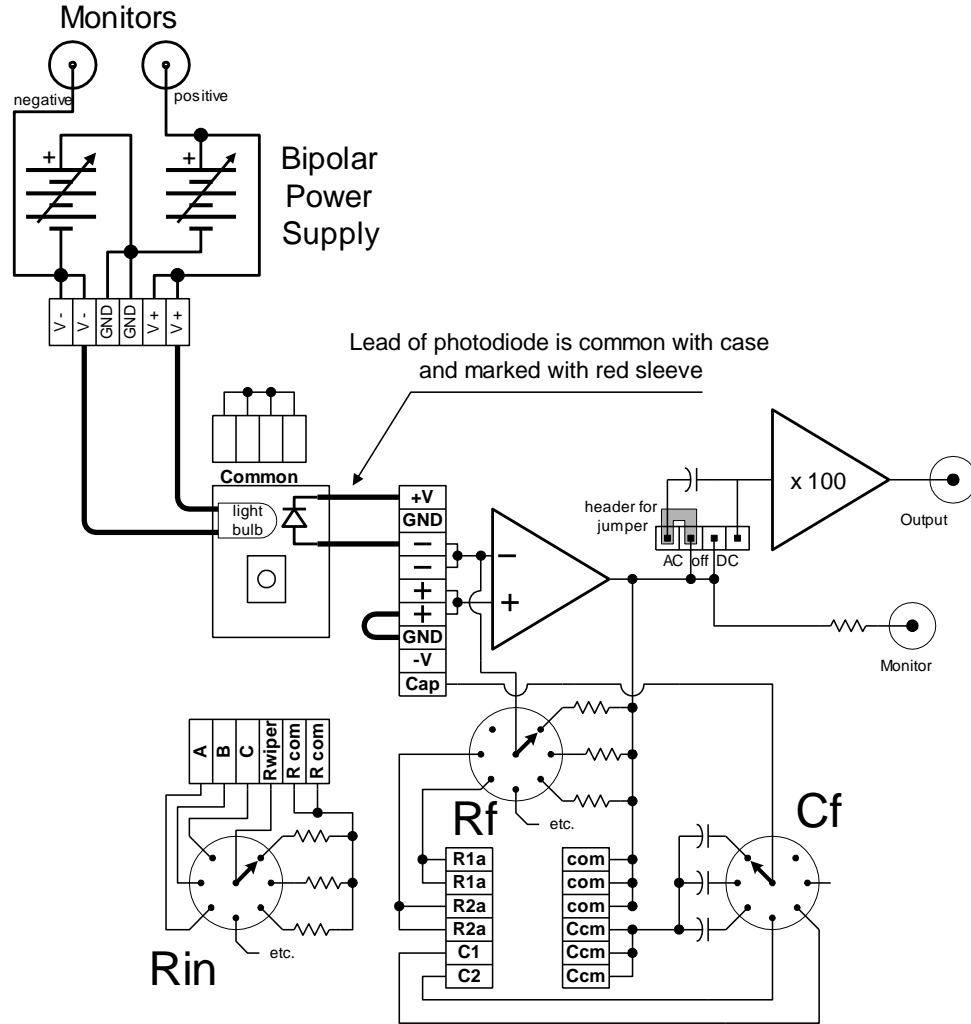 Monitors
negative
positive
+
+
Bipolar
Power
Supply
V -
V -
GND
GND
V +
V +
Lead of photodiode is common with case
and marked with red sleeve
Common
light
bulb
+V
GND
–
–
+
+
GND
-V
Cap
–
+
header for
jumper
AC off DC
x 100
Output
Monitor
A
B
C
Rwiper
R com
R com
etc.
Rin
Rf
etc.
R1a
R1a
R2a
R2a
C1
C2
com
com
com
Ccm
Ccm
Ccm
Cf